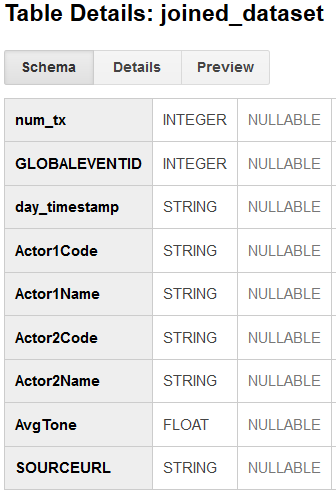 Table Details: joined_dataset
Schema Details Preview
num_tx INTEGER NULLABLE
GLOBALEVENTID INTEGER NULLABLE
day_timestamp STRING NULLABLE
Actor1Code STRING NULLABLE
Actor1Name STRING NULLABLE
Actor2Code STRING NULLABLE
Actor2Name STRING NULLABLE
AvgTone FLOAT NULLABLE
SOURCEURL STRING NULLABLE